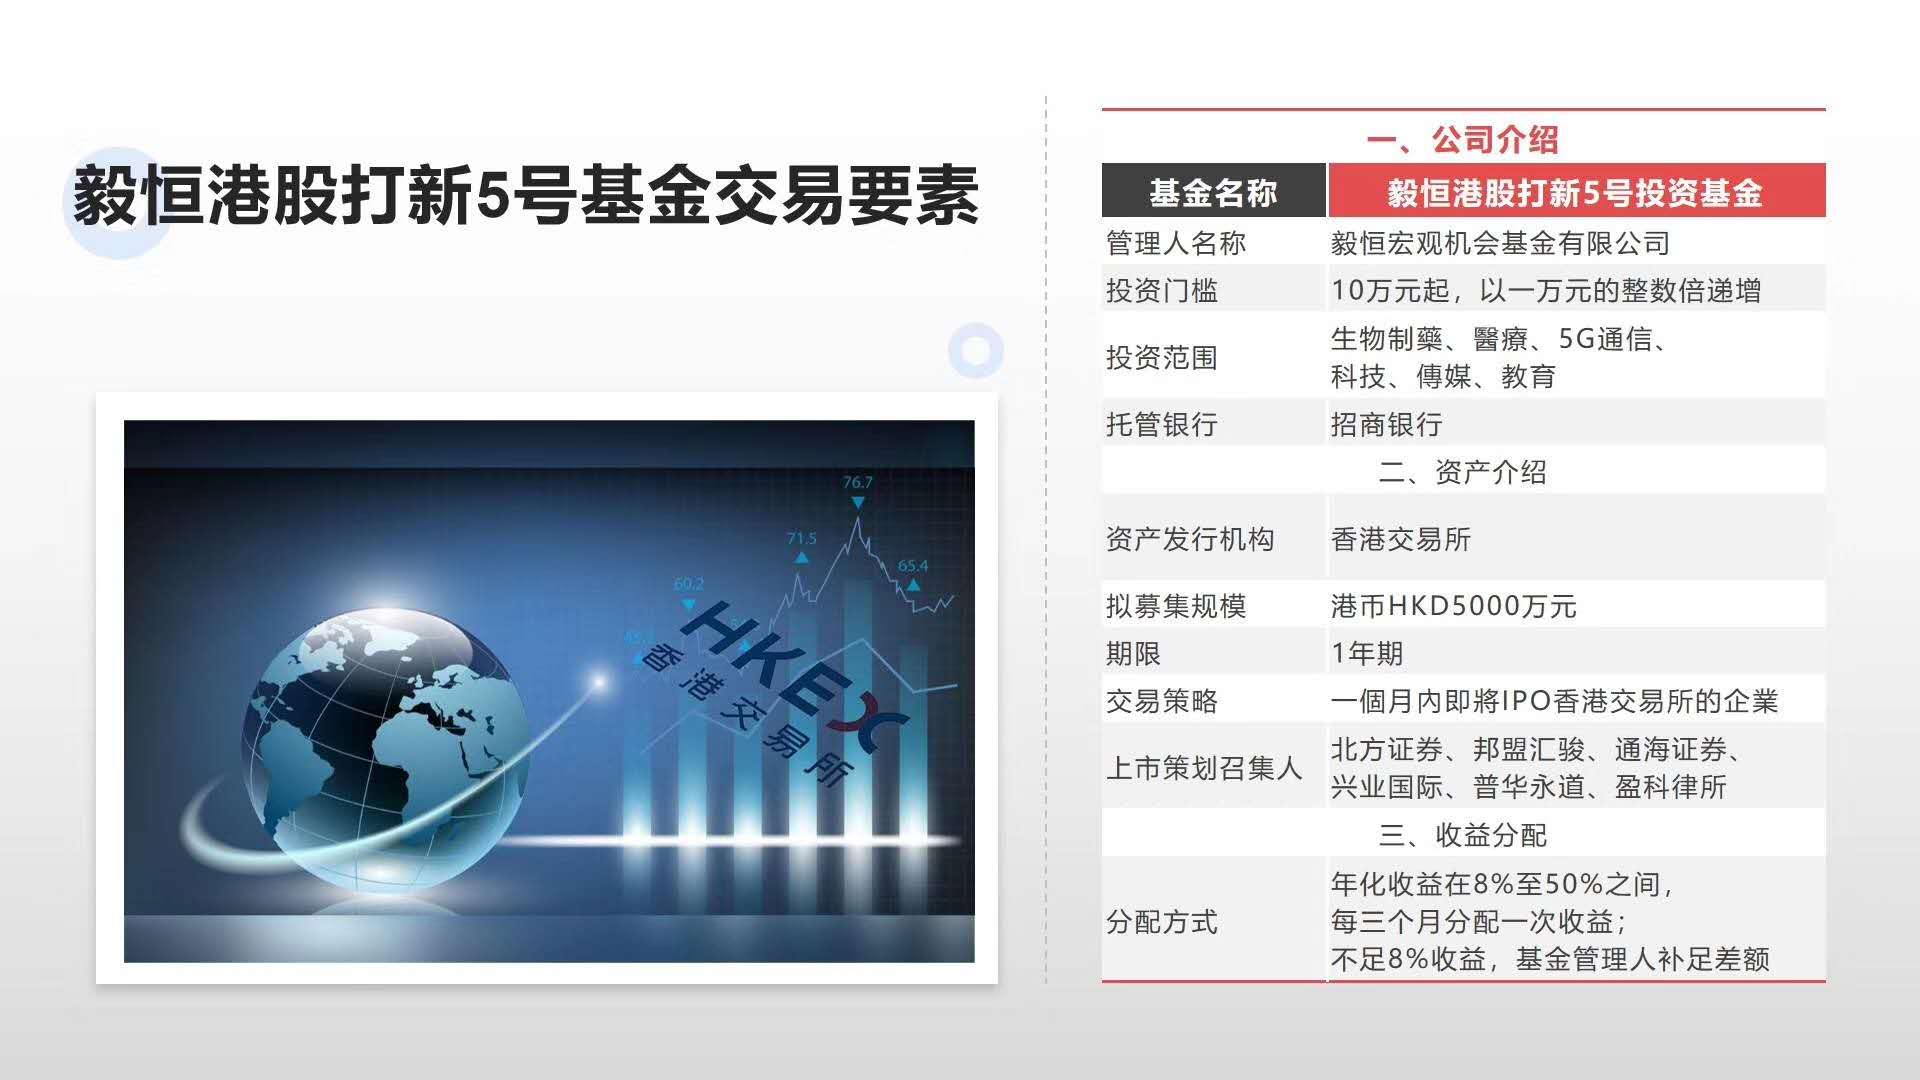 毅恒港股打新5号基金交易要素
76.7
71.5
65.4
60.2
HKEX
香港交易所
一、公司介绍
基金名称 毅恒港股打新5号投资基金
管理人名称 毅恒宏观机会基金有限公司
投资门槛 10万元起，以一万元的整数倍递增
投资范围 生物制藥、醫療、5G通信、
科技、傳媒、教育
托管银行 招商银行
二、资产介绍
资产发行机构 香港交易所
拟募集规模 港币HKD5000万元
期限 1年期
交易策略 一個月內即將IPO香港交易所的企業
上市策划召集人 北方证券、邦盟汇骏、通海证券、
兴业国际、普华永道、盈科律所
三、收益分配
分配方式 年化收益在8%至50%之间，
每三个月分配一次收益；
不足8%收益，基金管理人补足差额